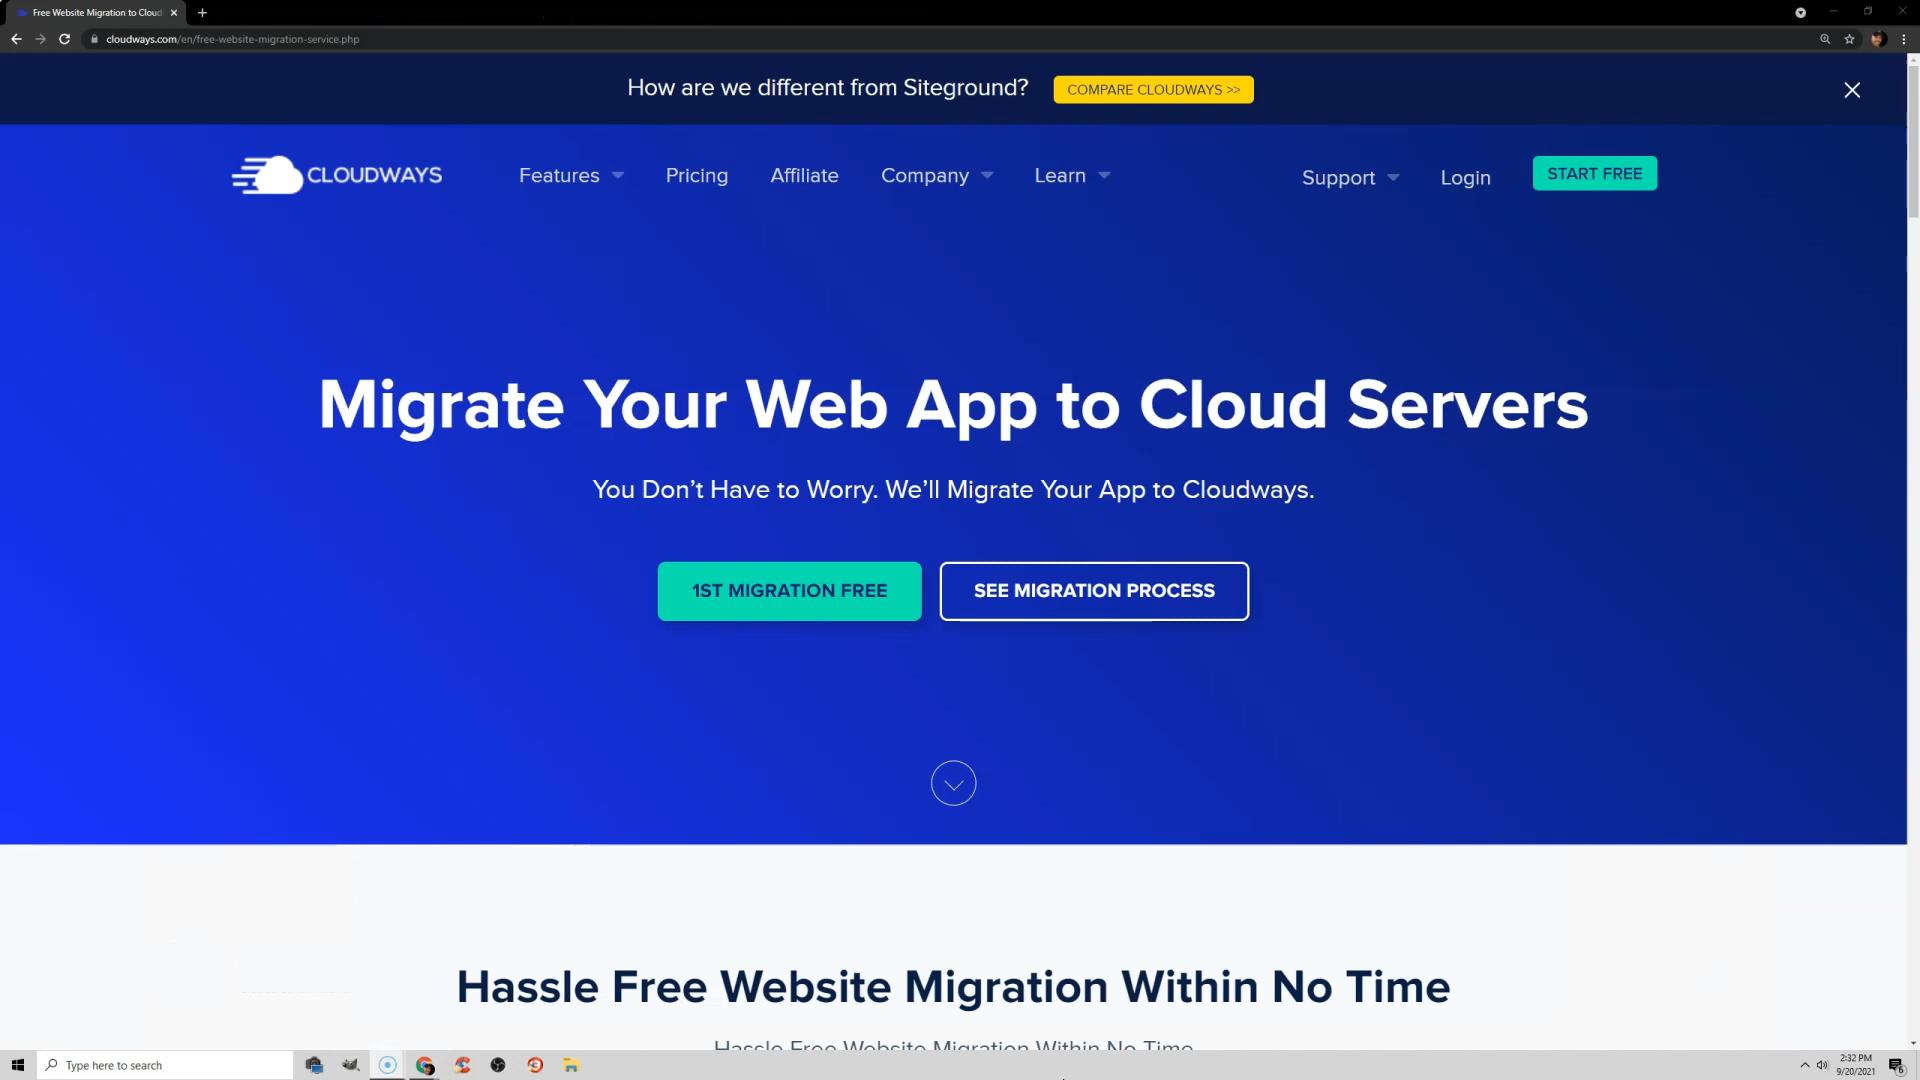 Free Website Migration to Cloud
cloudways.com/en/free-website-migration-service.php
How are we different from Siteground?
COMPARE CLOUDWAYS >>
CLOUDWAYS
Features
Pricing
Affiliate
Company
Learn
Support
Login
START FREE
Migrate Your Web App to Cloud Servers
You Don’t Have to Worry. We’ll Migrate Your App to Cloudways.
1ST MIGRATION FREE
SEE MIGRATION PROCESS
Hassle Free Website Migration Within No Time
Hassle Free Website Migration Within No Time
Type here to search
2:32 PM
9/20/2021
6